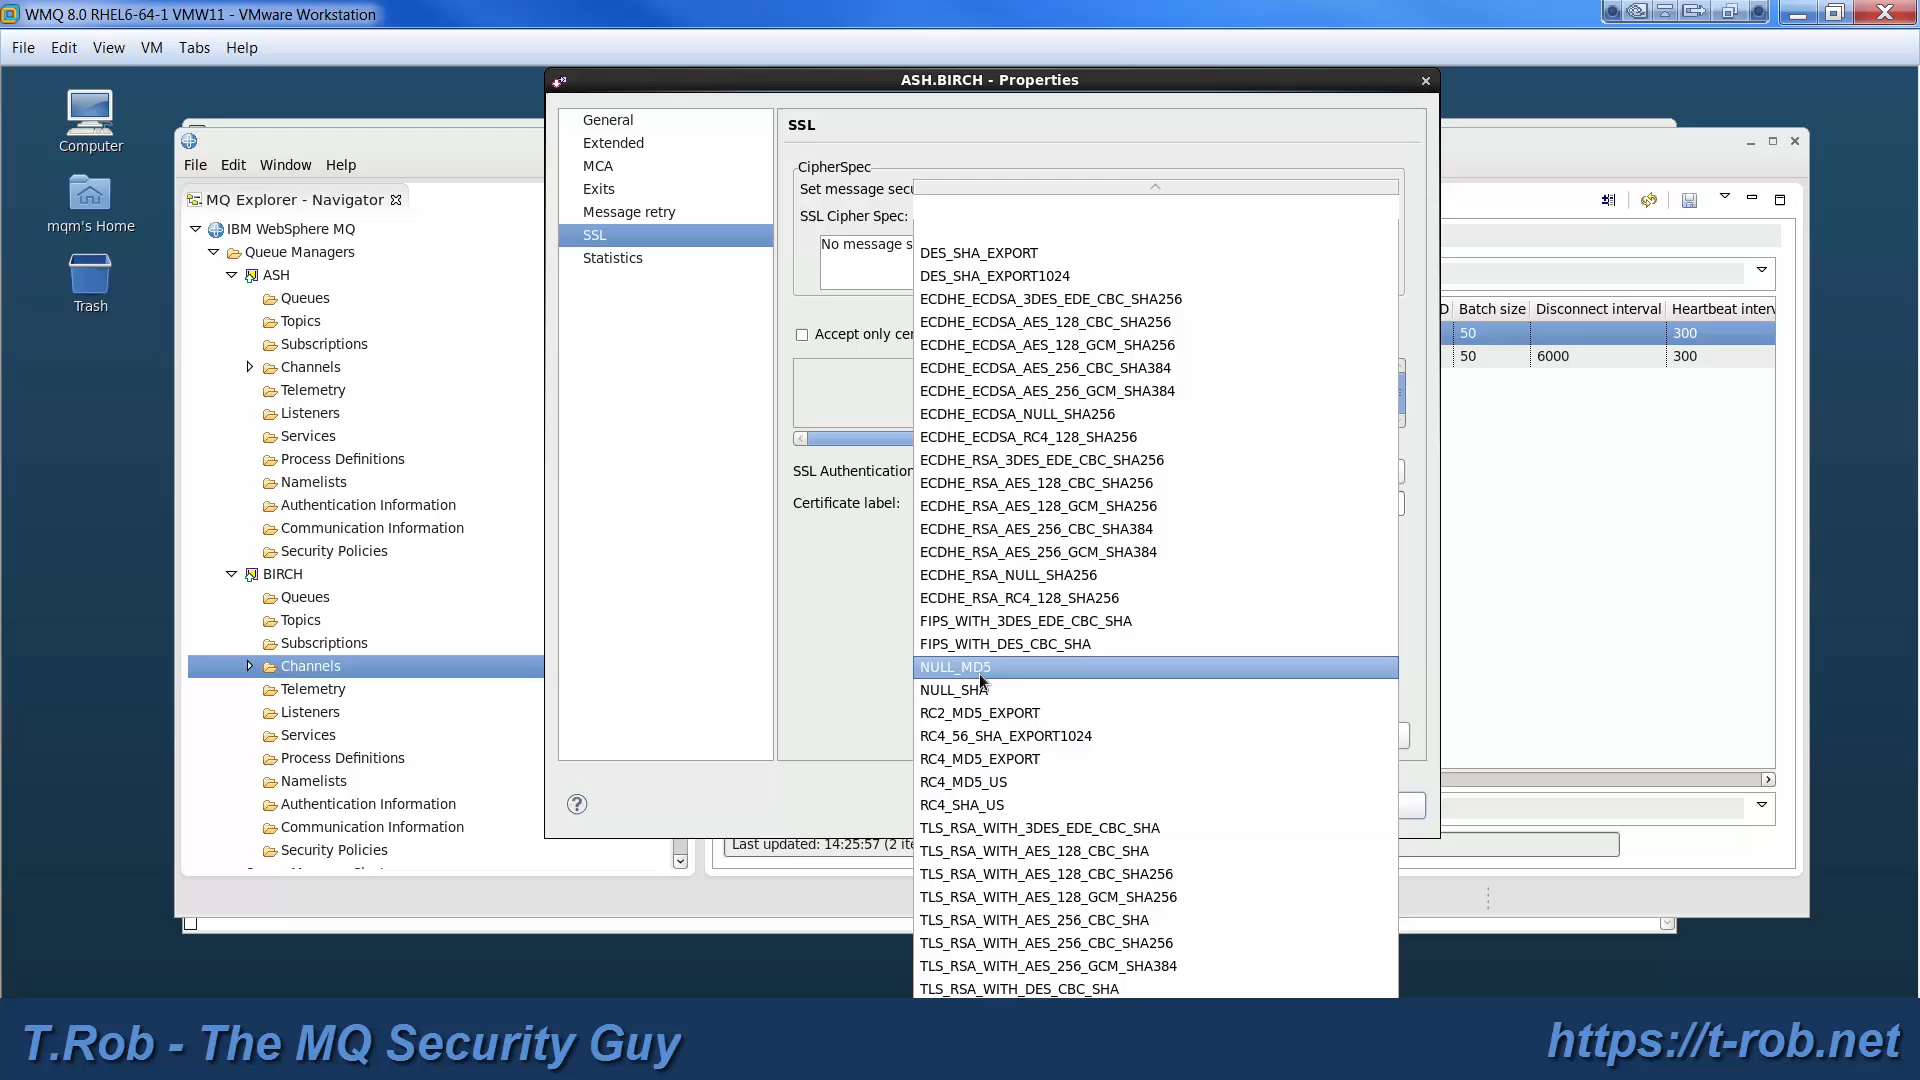 WMQ 8.0 RHEL6-64-1 VMW11 - VMware Workstation
File Edit View VM Tabs Help
Computer
mqm's Home
Trash
File Edit Window Help
MQ Explorer - Navigator
IBM WebSphere MQ
Queue Managers
ASH
Queues
Topics
Subscriptions
Channels
Telemetry
Listeners
Services
Process Definitions
Namelists
Authentication Information
Communication Information
Security Policies
BIRCH
Queues
Topics
Subscriptions
Channels
Telemetry
Listeners
Services
Process Definitions
Namelists
Authentication Information
Communication Information
Security Policies
ASH.BIRCH - Properties
General
Extended
MCA
Exits
Message retry
SSL
Statistics
SSL
CipherSpec
Set message secu
SSL Cipher Spec:
No message s
Accept only cer
SSL Authentication
Certificate label:
DES_SHA_EXPORT
DES_SHA_EXPORT1024
ECDHE_ECDSA_3DES_EDE_CBC_SHA256
ECDHE_ECDSA_AES_128_CBC_SHA256
ECDHE_ECDSA_AES_128_GCM_SHA256
ECDHE_ECDSA_AES_256_CBC_SHA384
ECDHE_ECDSA_AES_256_GCM_SHA384
ECDHE_ECDSA_NULL_SHA256
ECDHE_ECDSA_RC4_128_SHA256
ECDHE_RSA_3DES_EDE_CBC_SHA256
ECDHE_RSA_AES_128_CBC_SHA256
ECDHE_RSA_AES_128_GCM_SHA256
ECDHE_RSA_AES_256_CBC_SHA384
ECDHE_RSA_AES_256_GCM_SHA384
ECDHE_RSA_NULL_SHA256
ECDHE_RSA_RC4_128_SHA256
FIPS_WITH_3DES_EDE_CBC_SHA
FIPS_WITH_DES_CBC_SHA
NULL_MD5
NULL_SHA
RC2_MD5_EXPORT
RC4_56_SHA_EXPORT1024
RC4_MD5_EXPORT
RC4_MD5_US
RC4_SHA_US
TLS_RSA_WITH_3DES_EDE_CBC_SHA
TLS_RSA_WITH_AES_128_CBC_SHA
TLS_RSA_WITH_AES_128_CBC_SHA256
TLS_RSA_WITH_AES_128_GCM_SHA256
TLS_RSA_WITH_AES_256_CBC_SHA
TLS_RSA_WITH_AES_256_CBC_SHA256
TLS_RSA_WITH_AES_256_GCM_SHA384
TLS_RSA_WITH_DES_CBC_SHA
Batch size Disconnect interval Heartbeat interv
50 300
50 6000 300
Last updated: 14:25:57 (2 ite
T.Rob - The MQ Security Guy
https://t-rob.net